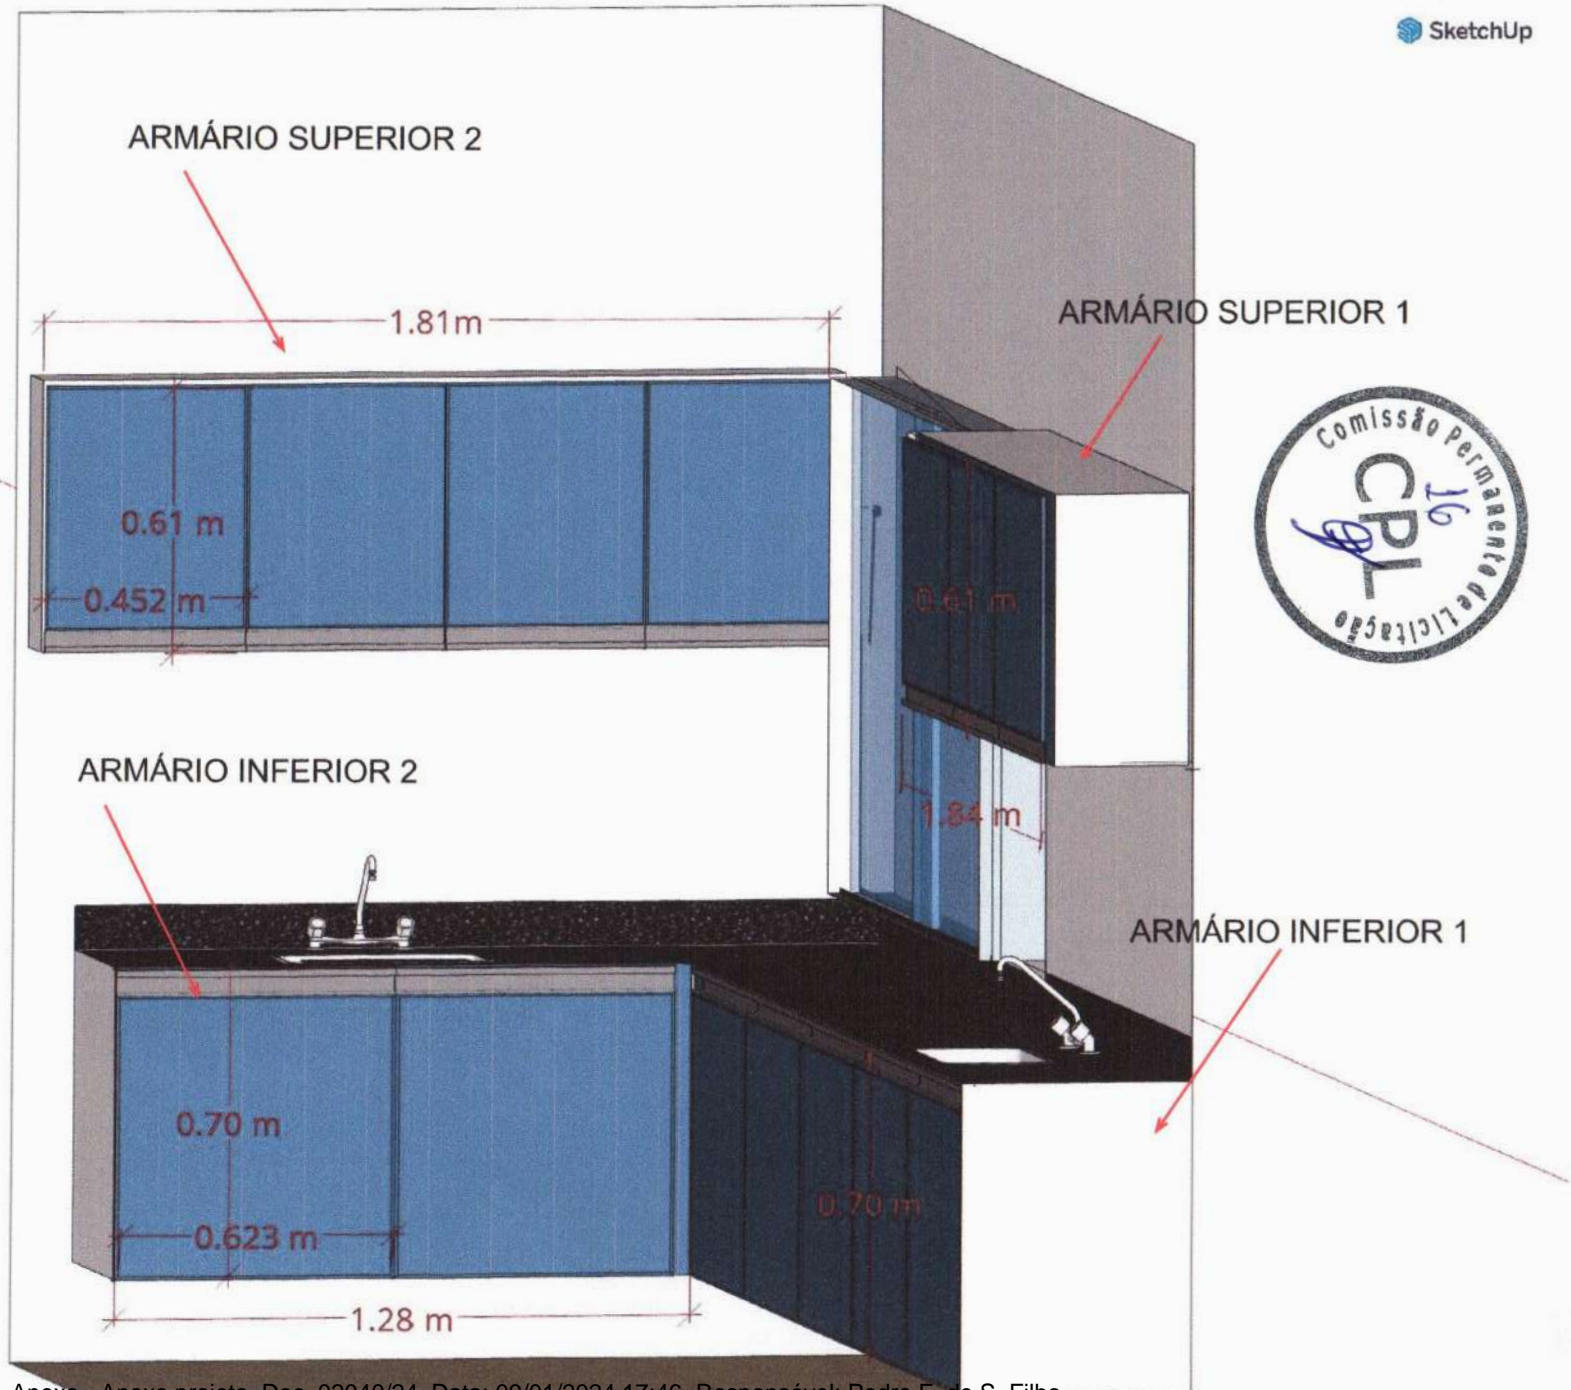 SketchUp
ARMÁRIO SUPERIOR 2
ARMÁRIO SUPERIOR 1
1.81m
0.61 m
0.452 m
0.61 m
1.84 m
Comissão Permanente de Licitação
CPL
16
ARMÁRIO INFERIOR 2
ARMÁRIO INFERIOR 1
0.70 m
0.623 m
0.70 m
1.28 m